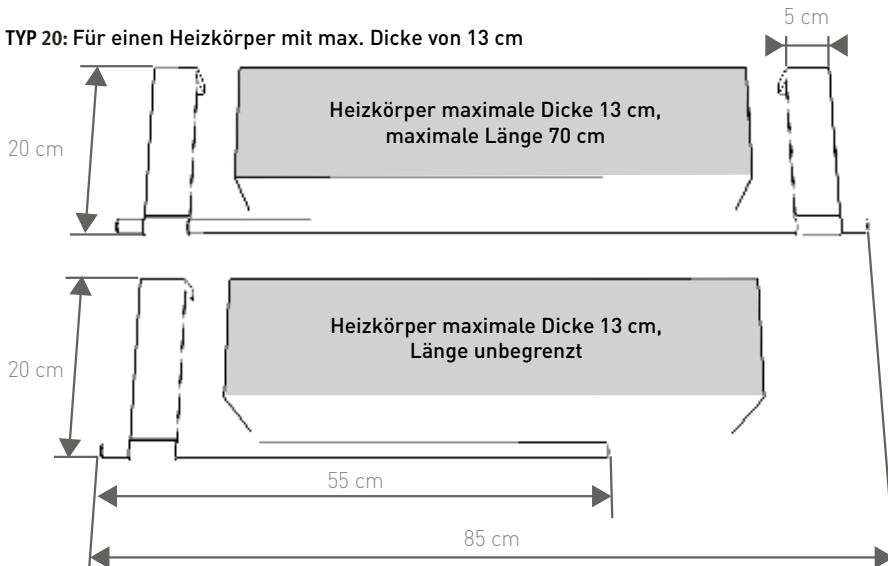 5 cm
TYP 20: Für einen Heizkörper mit max. Dicke von 13 cm
Heizkörper maximale Dicke 13 cm,
maximale Länge 70 cm
20 cm
Heizkörper maximale Dicke 13 cm,
Länge unbegrenzt
20 cm
55 cm
85 cm